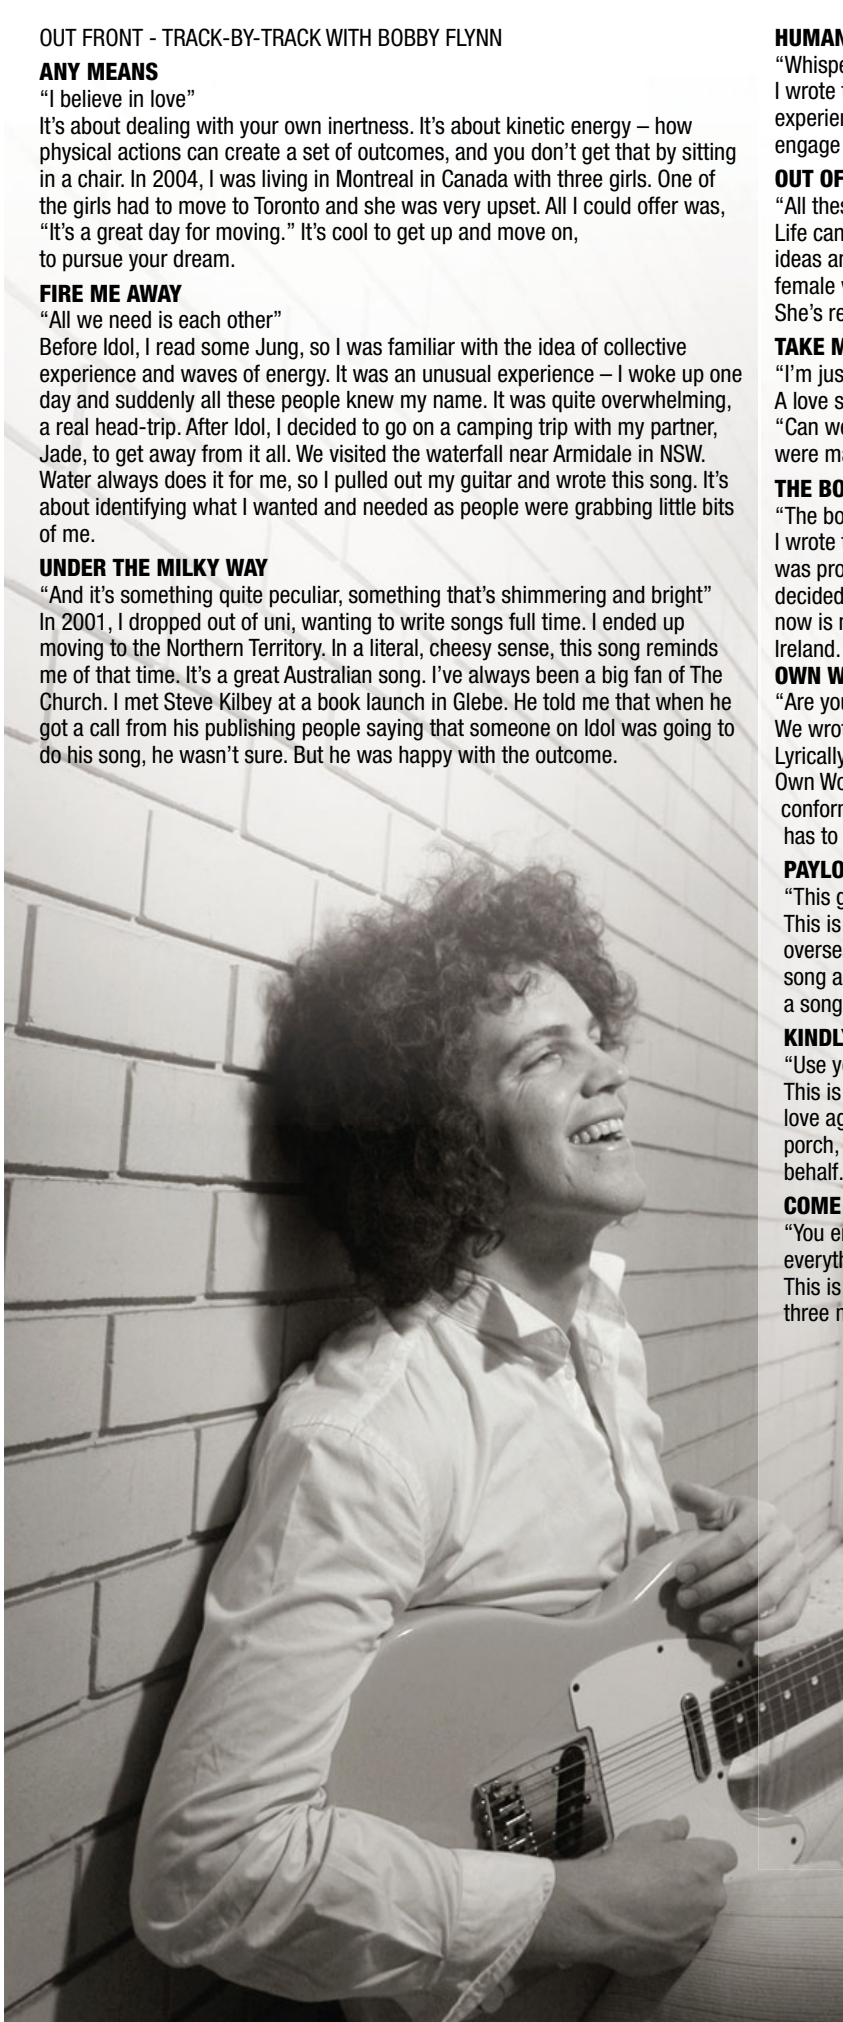 OUT FRONT - TRACK-BY-TRACK WITH BOBBY FLYNN
ANY MEANS
“I believe in love”
It’s about dealing with your own inertness. It’s about kinetic energy – how
physical actions can create a set of outcomes, and you don’t get that by sitting
in a chair. In 2004, I was living in Montreal in Canada with three girls. One of
the girls had to move to Toronto and she was very upset. All I could offer was,
“It’s a great day for moving.” It’s cool to get up and move on,
to pursue your dream.
FIRE ME AWAY
“All we need is each other”
Before Idol, I read some Jung, so I was familiar with the idea of collective
experience and waves of energy. It was an unusual experience – I woke up one
day and suddenly all these people knew my name. It was quite overwhelming,
a real head-trip. After Idol, I decided to go on a camping trip with my partner,
Jade, to get away from it all. We visited the waterfall near Armidale in NSW.
Water always does it for me, so I pulled out my guitar and wrote this song. It’s
about identifying what I wanted and needed as people were grabbing little bits
of me.
UNDER THE MILKY WAY
“And it’s something quite peculiar, something that’s shimmering and bright”
In 2001, I dropped out of uni, wanting to write songs full time. I ended up
moving to the Northern Territory. In a literal, cheesy sense, this song reminds
me of that time. It’s a great Australian song. I’ve always been a big fan of The
Church. I met Steve Kilbey at a book launch in Glebe. He told me that when he
got a call from his publishing people saying that someone on Idol was going to
do his song, he wasn’t sure. But he was happy with the outcome.
HUMAN
“Whispe
I wrote
experien
engage
OUT OF
“All thes
Life can
ideas an
female
She’s re
TAKE M
“I’m jus
A love s
“Can we
were ma
THE BO
“The bo
I wrote
was pro
decided
now is
Ireland.
OWN W
“Are you
We wro
Lyrically
Own Wo
conform
has to
PAYLO
“This g
This is
overse
song a
a song
KINDLY
“Use yo
This is
love ag
porch,
behalf.
COME
“You e
everyth
This is
three